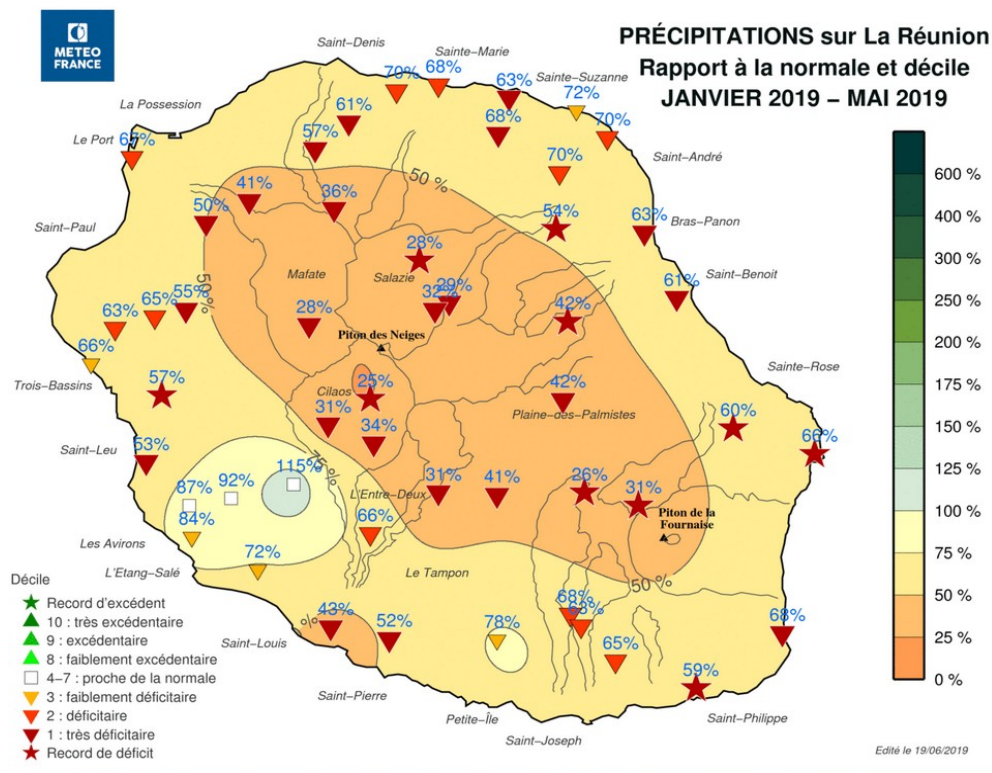 METEO
FRANCE
PRÉCIPITATIONS sur La Réunion
Rapport à la normale et décile
JANVIER 2019 – MAI 2019
Saint–Denis
Sainte–Marie
70%
68%
63%
Sainte–Suzanne
72%
La Possession
61%
68%
70%
57%
Le Port
67%
Saint–André
70%
50 %
41%
36%
50%
54%
63%
Bras–Panon
Saint–Paul
28%
Mafate
Salazie
50 %
29%
32%
61%
Saint–Benoit
63%
65%
55%
28%
42%
Piton des Neiges
66%
Trois–Bassins
57%
Cilaos
25%
42%
Sainte–Rose
31%
34%
Plaine–des–Palmistes
60%
66%
Saint–Leu
53%
75 %
87%
92%
115%
L'Entre–Deux
31%
41%
26%
31%
Piton de la
Fournaise
84%
66%
Les Avirons
72%
L'Etang–Salé
Le Tampon
50 %
43%
%
52%
78%
68%
63%
65%
68%
59%
Saint–Louis
Saint–Pierre
Petite–Île
Saint–Joseph
Saint–Philippe
600 %
400 %
300 %
250 %
200 %
175 %
150 %
125 %
100 %
75 %
50 %
25 %
0 %
Décile
Record d'excédent
10 : très excédentaire
9 : excédentaire
8 : faiblement excédentaire
4–7 : proche de la normale
3 : faiblement déficitaire
2 : déficitaire
1 : très déficitaire
Record de déficit
Edité le 19/06/2019